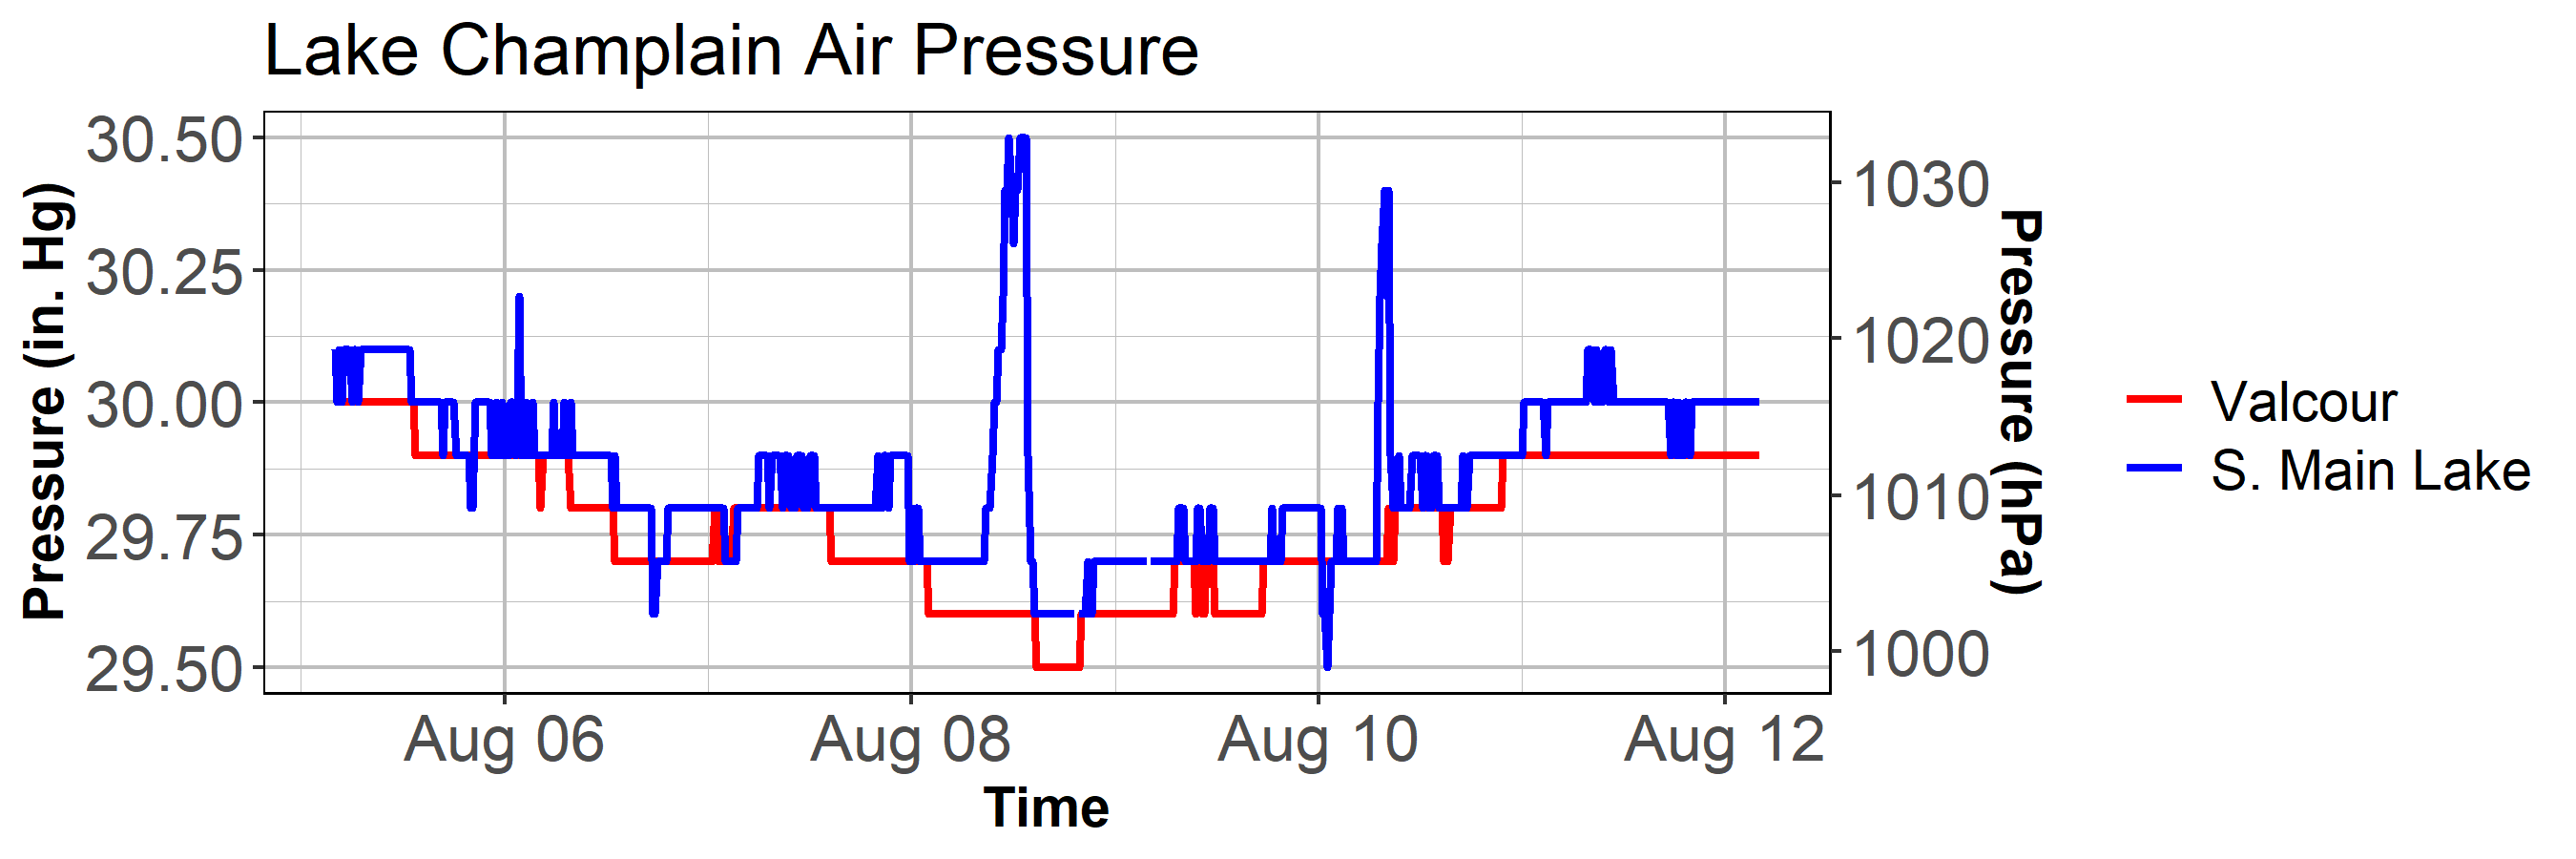 Lake Champlain Air Pressure
Pressure (in. Hg)
30.50
30.25
30.00
29.75
29.50
1030
1020
1010
1000
Pressure (hPa)
Aug 06
Aug 08
Aug 10
Aug 12
Time
Valcour
S. Main Lake